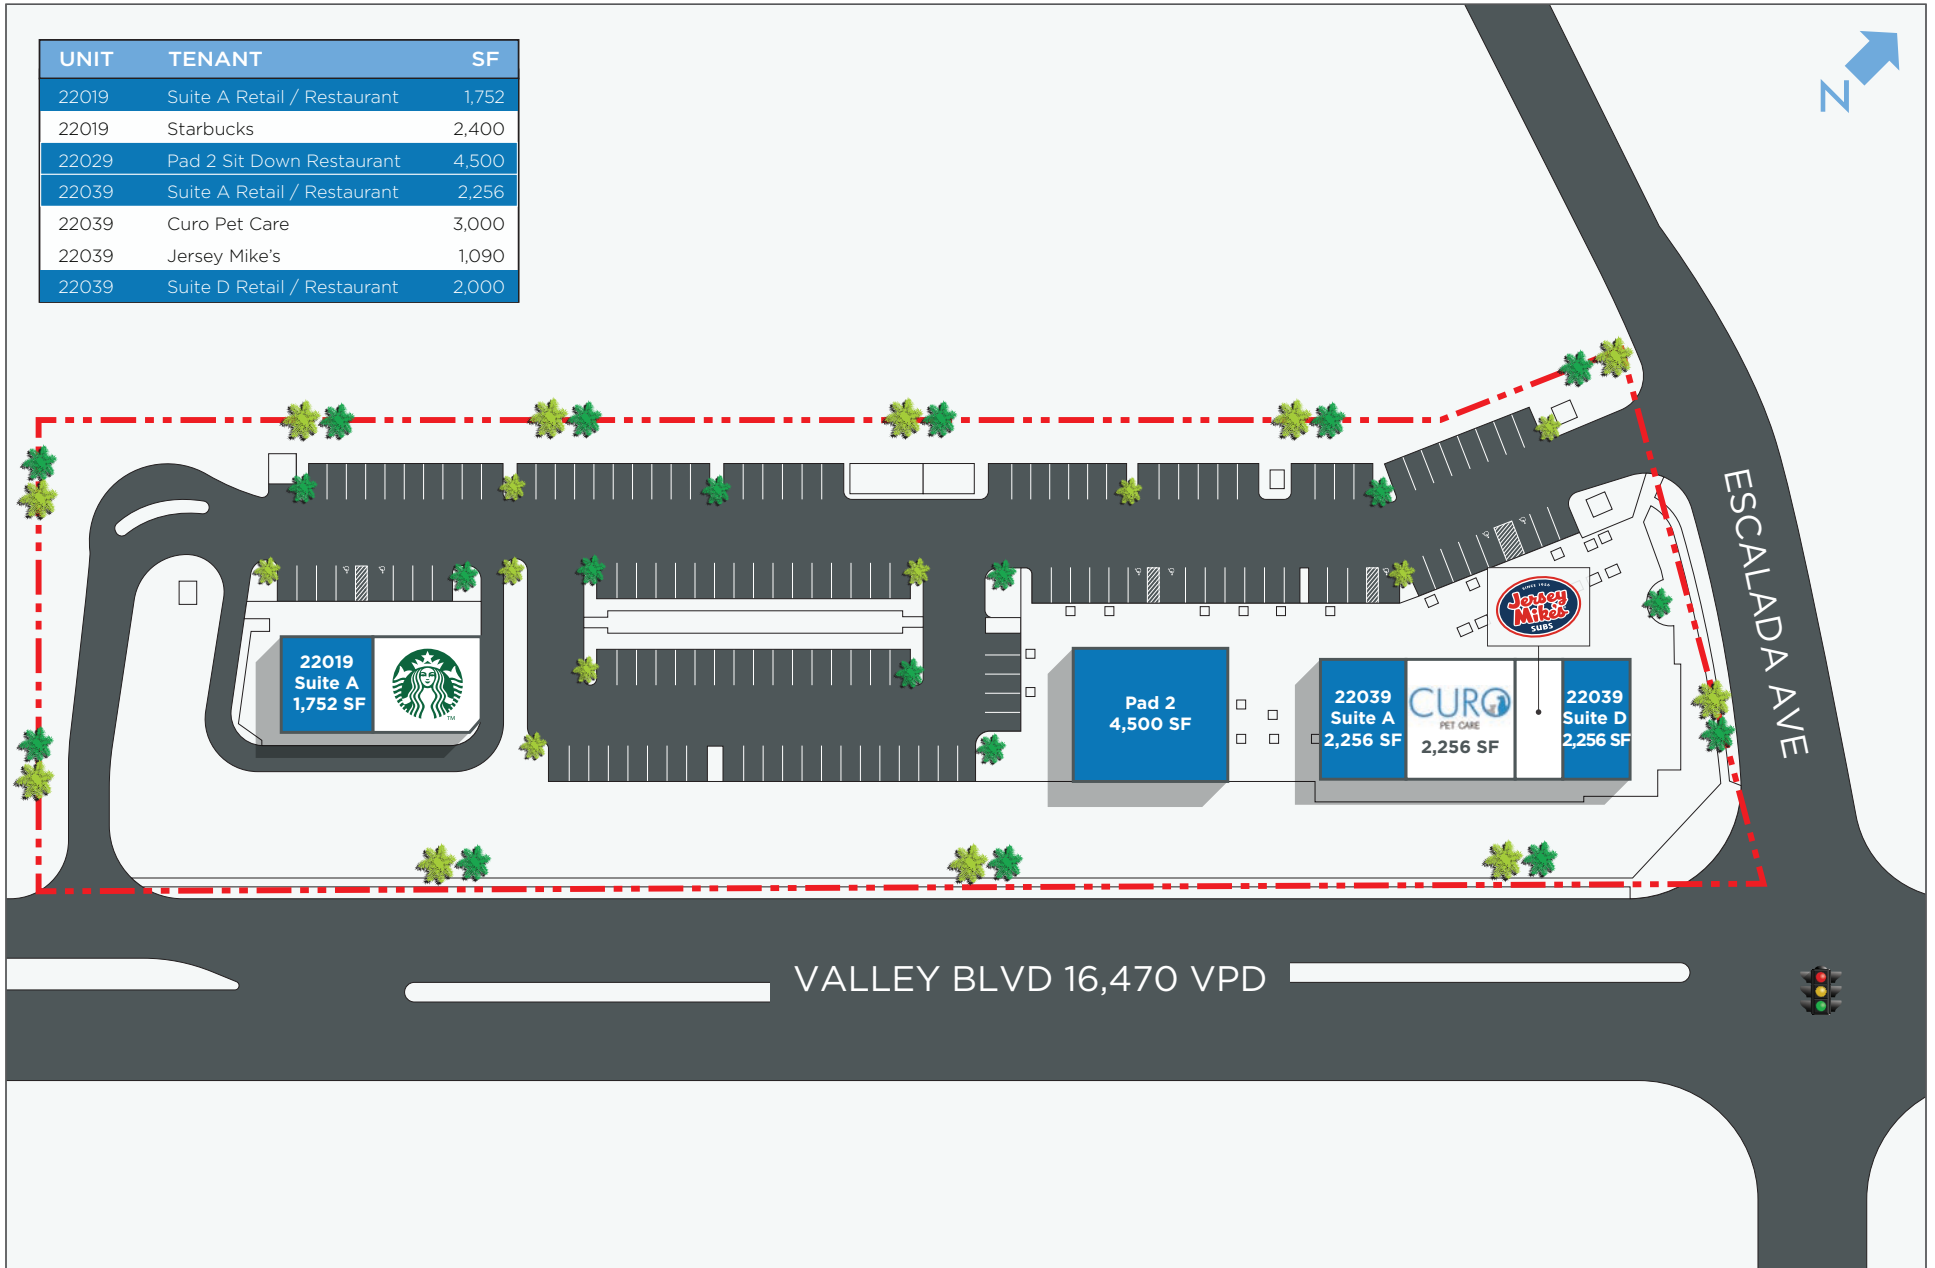 UNIT TENANT SF
22019 Suite A Retail / Restaurant 1,752
22019 Starbucks 2,400
22029 Pad 2 Sit Down Restaurant 4,500
22039 Suite A Retail / Restaurant 2,256
22039 Curo Pet Care 3,000
22039 Jersey Mike's 1,090
22039 Suite D Retail / Restaurant 2,000
N
ESCALADA AVE
SINCE 1956
Jersey
Mike's
SUBS
22019
Suite A
1,752 SF
TM
Pad 2
4,500 SF
22039
Suite A
2,256 SF
CURO
PET CARE
2,256 SF
22039
Suite D
2,256 SF
VALLEY BLVD 16,470 VPD